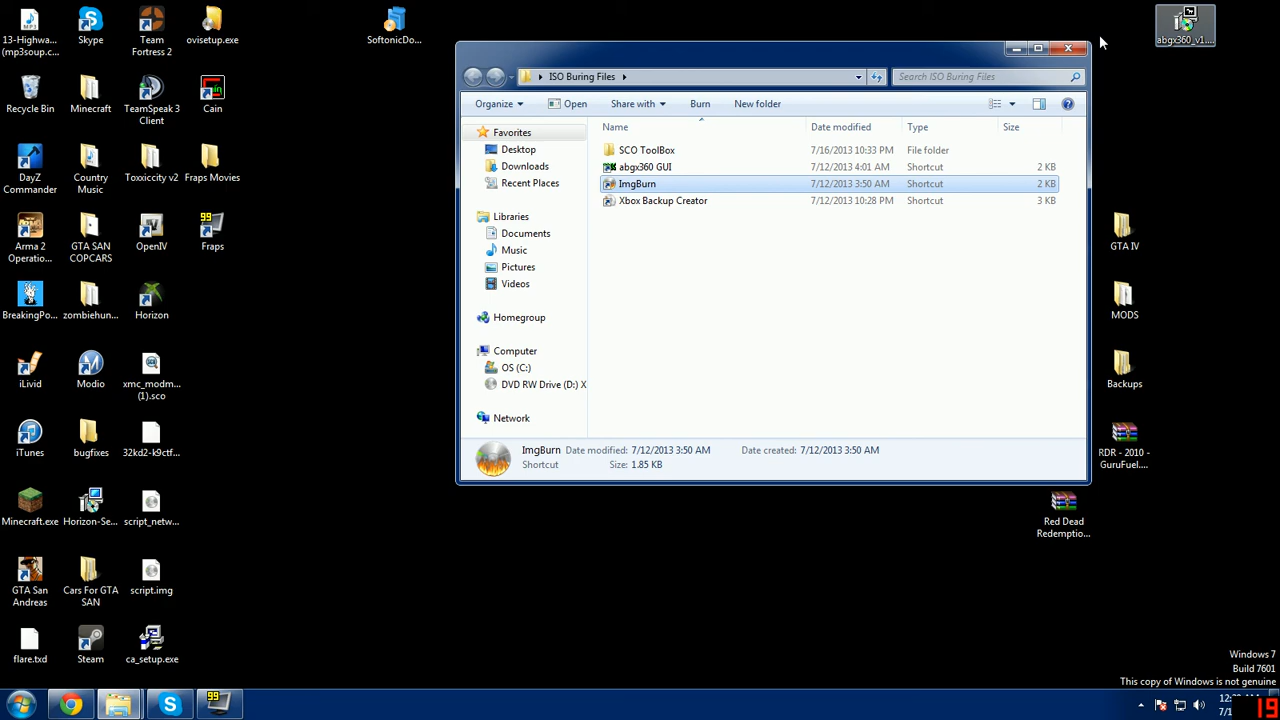 13-Highwa...
(mp3soup.c...
Skype
Team
Fortress 2
ovisetup.exe
SoftonicDo...
abgx360_v1....
Recycle Bin
Minecraft
TeamSpeak 3
Client
Cain
DayZ
Commander
Country
Music
Toxxiccity v2
Fraps Movies
Arma 2
Operatio...
GTA SAN
COPCARS
OpenIV
99
Fraps
BreakingPo...
zombiehun...
Horizon
iLivid
Modio
xmc_modm...
(1).sco
iTunes
bugfixes
32kd2-k9ctf...
Minecraft.exe
Horizon-Se...
script_netw...
GTA San
Andreas
Cars For GTA
SAN
script.img
flare.txt
Steam
ca_setup.exe
ISO Buring Files
Search ISO Buring Files
Organize
Open
Share with
Burn
New folder
Name
Date modified
Type
Size
Favorites
Desktop
Downloads
Recent Places
Libraries
Documents
Music
Pictures
Videos
Homegroup
Computer
OS (C:)
DVD RW Drive (D:) X
Network
SCO ToolBox 7/16/2013 10:33 PM File folder
abgx360 GUI 7/12/2013 4:01 AM Shortcut 2 KB
ImgBurn 7/12/2013 3:50 AM Shortcut 2 KB
Xbox Backup Creator 7/12/2013 10:28 PM Shortcut 3 KB
ImgBurn Date modified: 7/12/2013 3:50 AM Date created: 7/12/2013 3:50 AM
Shortcut Size: 1.85 KB
GTA IV
MODS
Backups
RDR - 2010 -
GuruFuel....
Red Dead
Redemptio...
Windows 7
Build 7601
This copy of Windows is not genuine
99
19